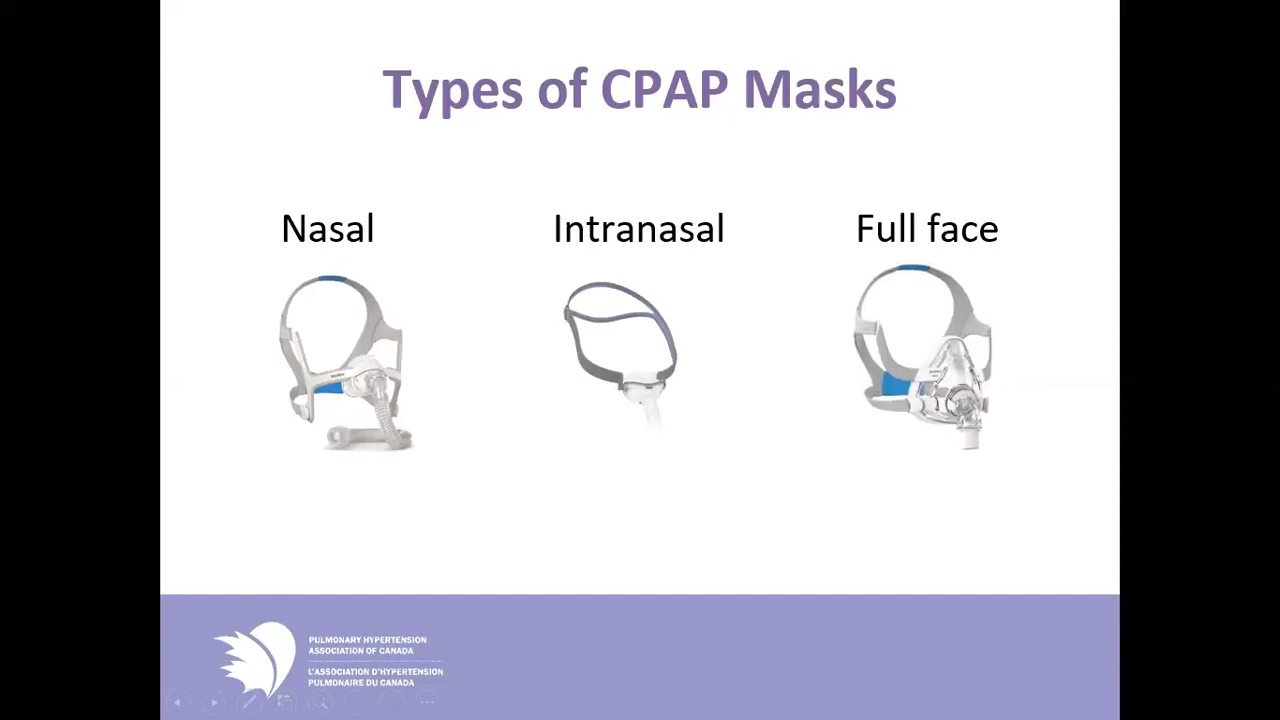 Types of CPAP Masks
Nasal
Intranasal
Full face
PULMONARY HYPERTENSION
ASSOCIATION OF CANADA
L'ASSOCIATION D'HYPERTENSION
PULMONAIRE DU CANADA